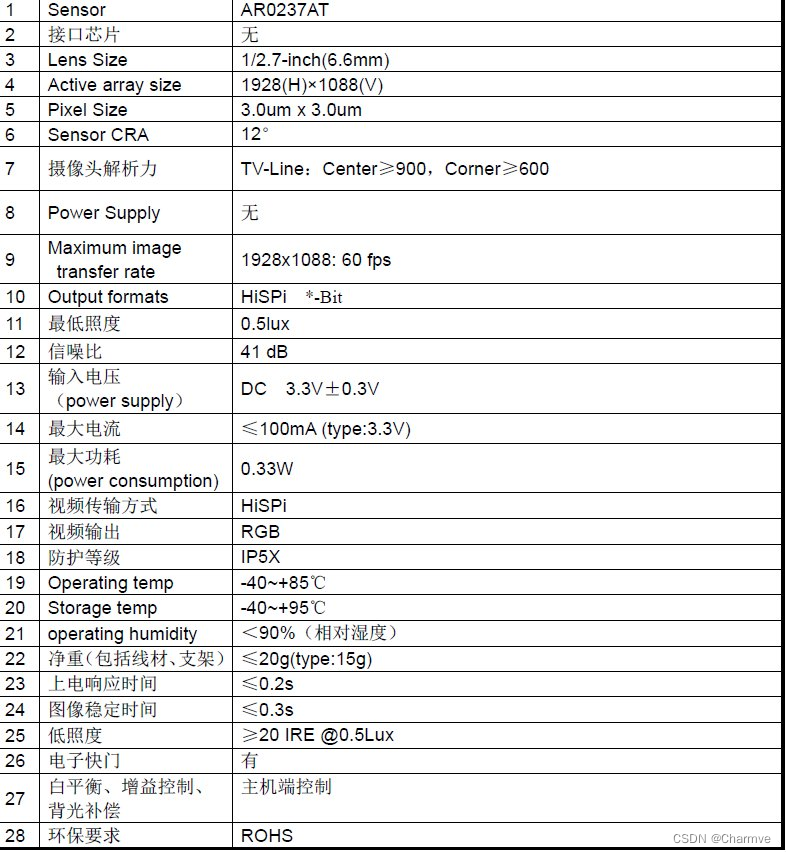 1 Sensor AR0237AT
2 接口芯片 无
3 Lens Size 1/2.7-inch(6.6mm)
4 Active array size 1928(H)×1088(V)
5 Pixel Size 3.0um x 3.0um
6 Sensor CRA 12°
7 摄像头解析力 TV-Line：Center≥900，Corner≥600
8 Power Supply 无
9 Maximum image
transfer rate 1928x1088: 60 fps
10 Output formats HiSPi *-Bit
11 最低照度 0.5lux
12 信噪比 41 dB
13 输入电压
（power supply） DC 3.3V±0.3V
14 最大电流 ≤100mA (type:3.3V)
15 最大功耗
(power consumption) 0.33W
16 视频传输方式 HiSPi
17 视频输出 RGB
18 防护等级 IP5X
19 Operating temp -40~+85℃
20 Storage temp -40~+95℃
21 operating humidity ＜90%（相对湿度）
22 净重（包括线材、支架） ≤20g(type:15g)
23 上电响应时间 ≤0.2s
24 图像稳定时间 ≤0.3s
25 低照度 ≥20 IRE @0.5Lux
26 电子快门 有
27 白平衡、增益控制、
背光补偿 主机端控制
28 环保要求 ROHS
CSDN @Charmve